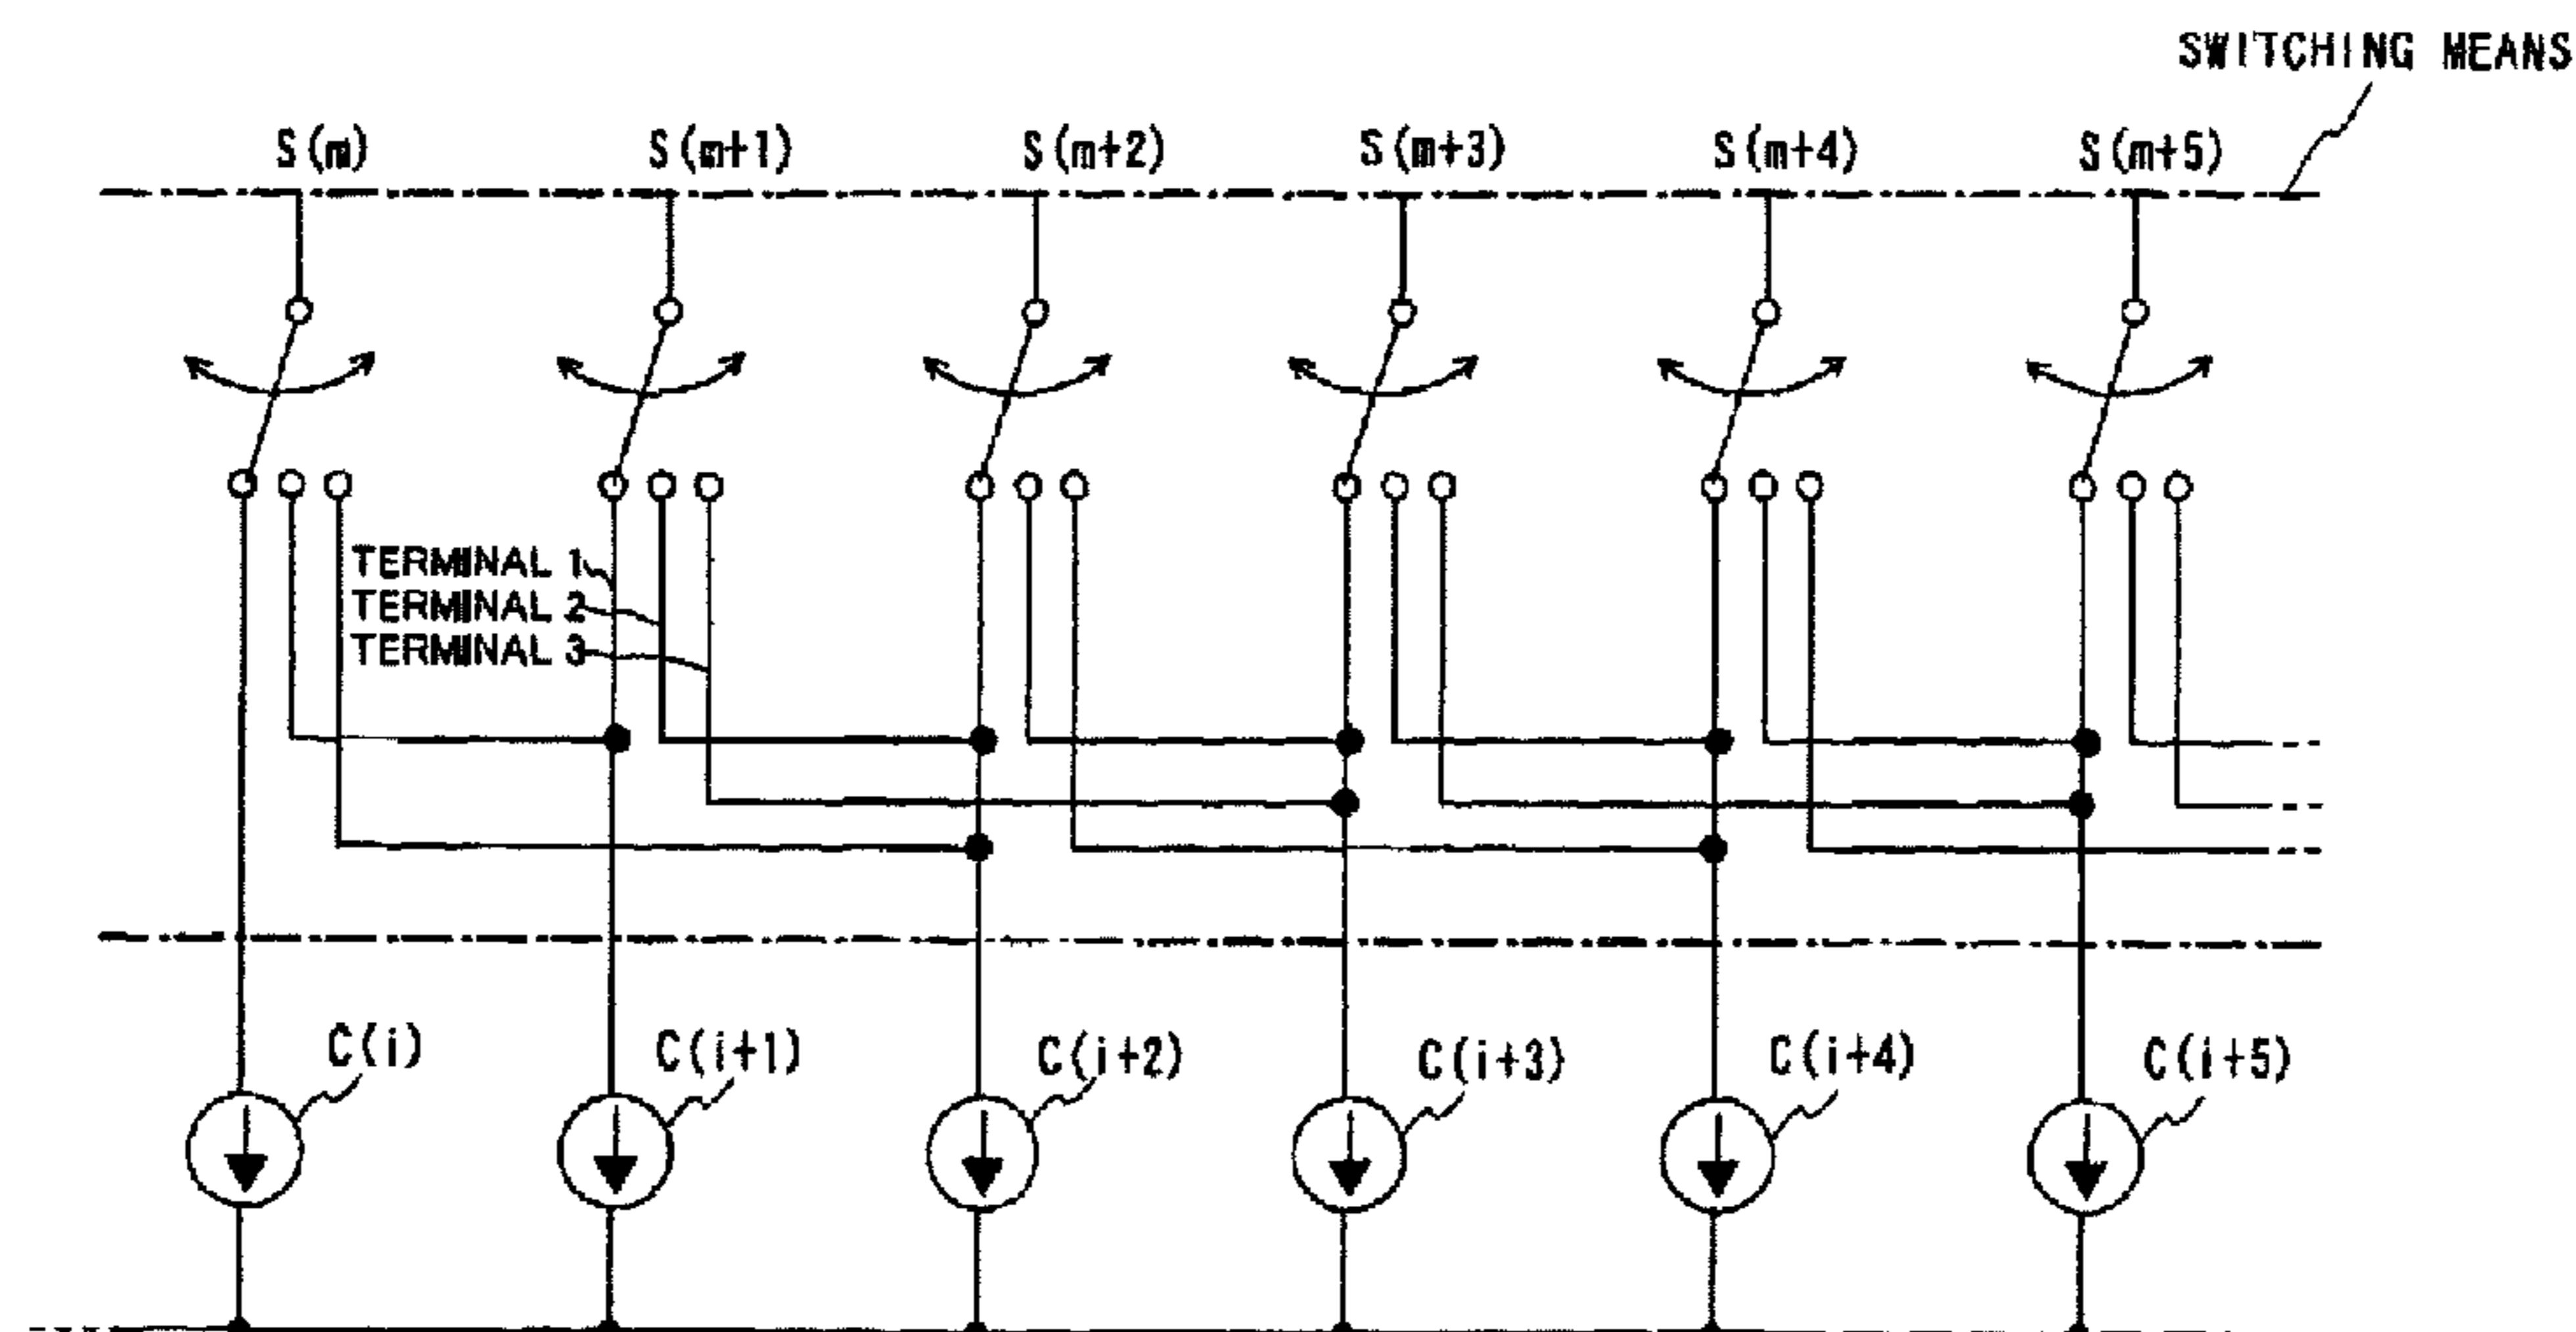 SWITCHING MEANS
S(m) S(m+1) S(m+2) S(m+3) S(m+4) S(m+5)
TERMINAL 1
TERMINAL 2
TERMINAL 3
C(i) C(i+1) C(i+2) C(i+3) C(i+4) C(i+5)